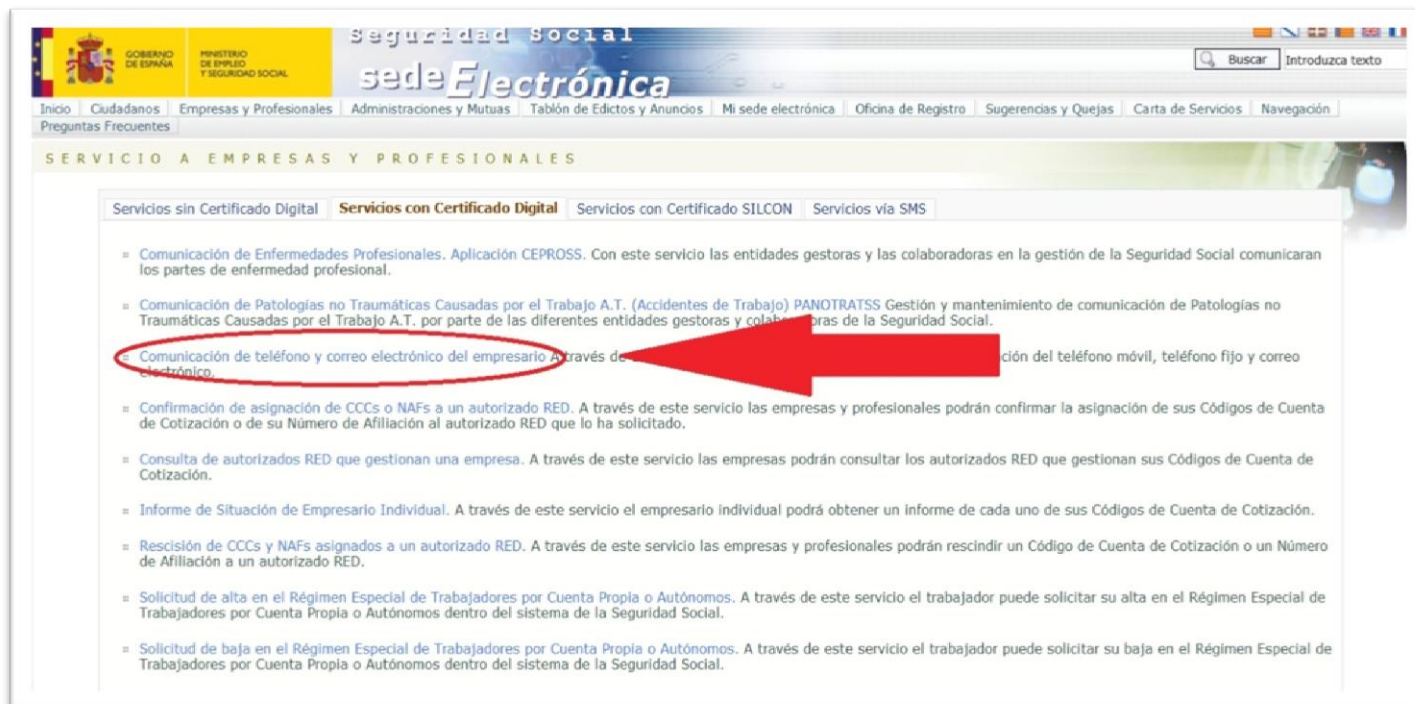 GOBIERNO
DE ESPAÑA
MINISTERIO
DE EMPLEO
Y SEGURIDAD SOCIAL
Seguridad Social
sedeElectrónica
Buscar
Introduzca texto
Inicio Ciudadanos Empresas y Profesionales Administraciones y Mutuas Tablón de Edictos y Anuncios Mi sede electrónica Oficina de Registro Sugerencias y Quejas Carta de Servicios Navegación
Preguntas Frecuentes
SERVICIO A EMPRESAS Y PROFESIONALES
Servicios sin Certificado Digital Servicios con Certificado Digital Servicios con Certificado SILCON Servicios vía SMS
Comunicación de Enfermedades Profesionales. Aplicación CEPROSS. Con este servicio las entidades gestoras y las colaboradoras en la gestión de la Seguridad Social comunicaran
los partes de enfermedad profesional.
Comunicación de Patologías no Traumáticas Causadas por el Trabajo A.T. (Accidentes de Trabajo) PANOTRATSS Gestión y mantenimiento de comunicación de Patologías no
Traumáticas Causadas por el Trabajo A.T. por parte de las diferentes entidades gestoras y colaboradoras de la Seguridad Social.
Comunicación de teléfono y correo electrónico del empresario A través de del teléfono móvil, teléfono fijo y correo
electrónico.
Confirmación de asignación de CCCs o NAFs a un autorizado RED. A través de este servicio las empresas y profesionales podrán confirmar la asignación de sus Códigos de Cuenta
de Cotización o de su Número de Afiliación al autorizado RED que lo ha solicitado.
Consulta de autorizados RED que gestionan una empresa. A través de este servicio las empresas podrán consultar los autorizados RED que gestionan sus Códigos de Cuenta de
Cotización.
Informe de Situación de Empresario Individual. A través de este servicio el empresario individual podrá obtener un informe de cada uno de sus Códigos de Cuenta de Cotización.
Rescisión de CCCs y NAFs asignados a un autorizado RED. A través de este servicio las empresas y profesionales podrán rescindir un Código de Cuenta de Cotización o un Número
de Afiliación a un autorizado RED.
Solicitud de alta en el Régimen Especial de Trabajadores por Cuenta Propia o Autónomos. A través de este servicio el trabajador puede solicitar su alta en el Régimen Especial de
Trabajadores por Cuenta Propia o Autónomos dentro del sistema de la Seguridad Social.
Solicitud de baja en el Régimen Especial de Trabajadores por Cuenta Propia o Autónomos. A través de este servicio el trabajador puede solicitar su baja en el Régimen Especial de
Trabajadores por Cuenta Propia o Autónomos dentro del sistema de la Seguridad Social.